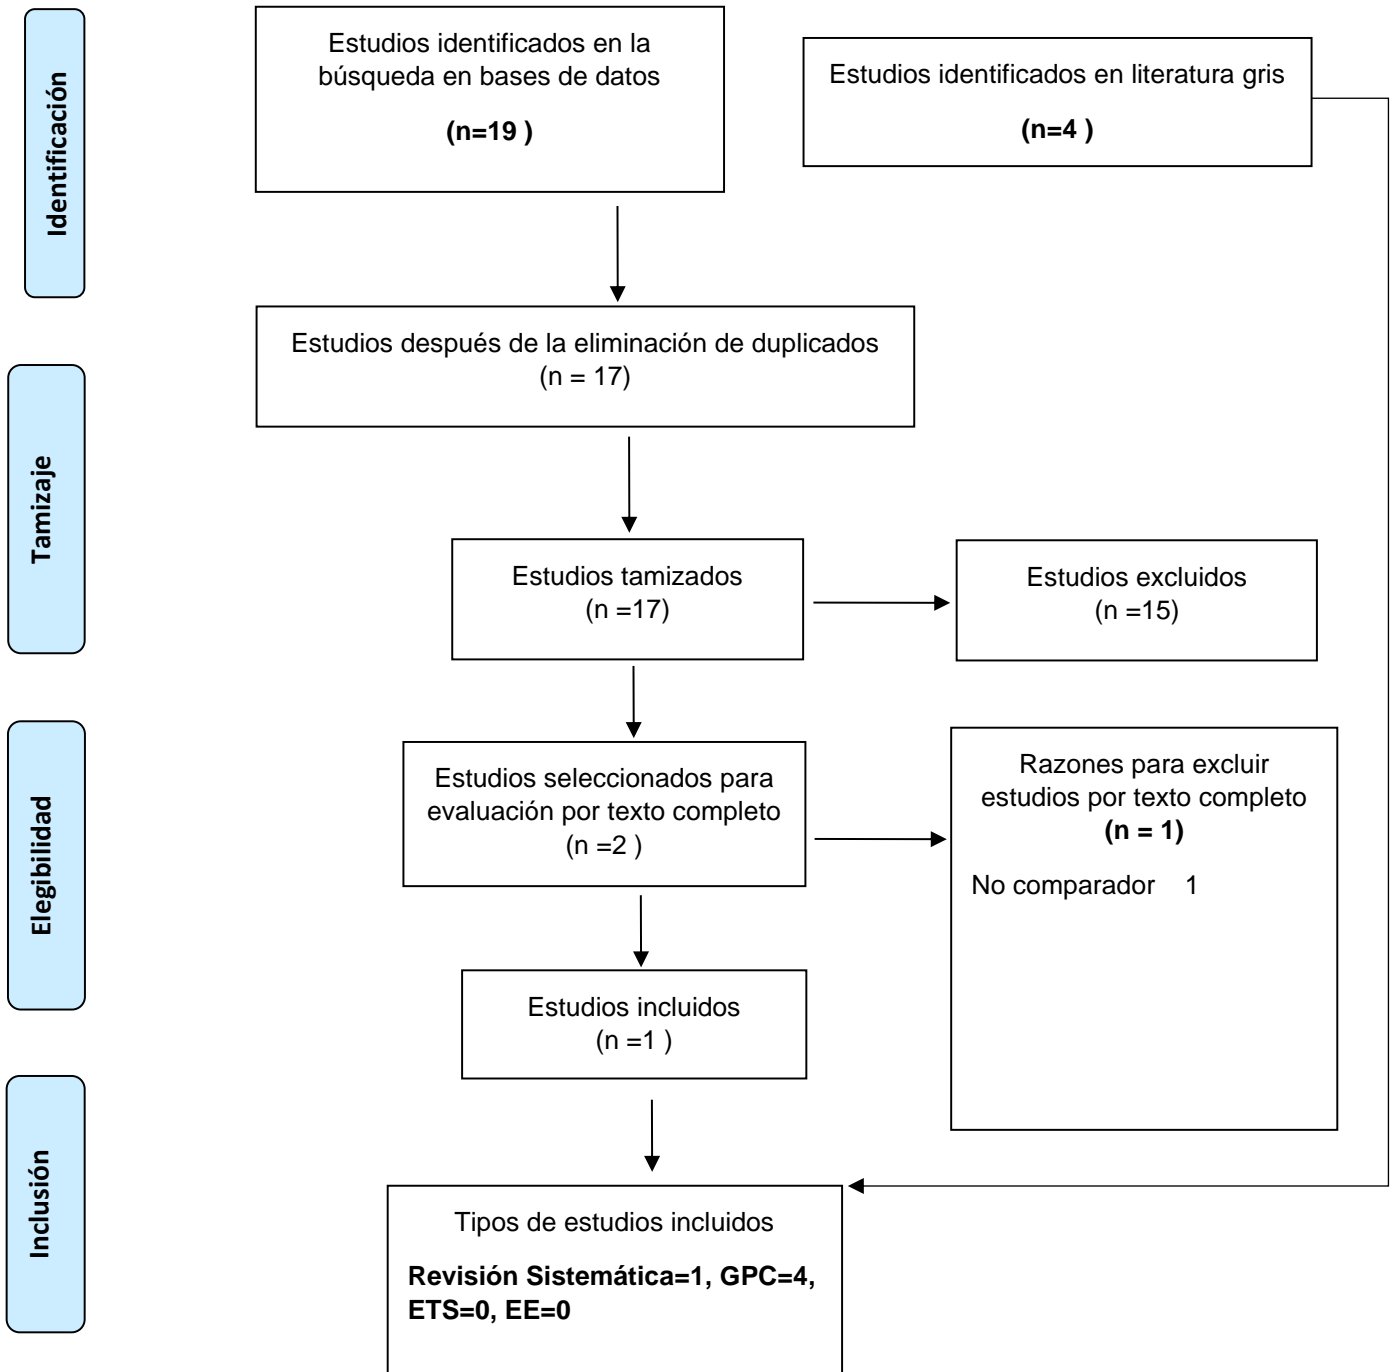 Identificación
Estudios identificados en la
búsqueda en bases de datos
(n=19 )
Estudios identificados en literatura gris
(n=4 )
Estudios después de la eliminación de duplicados
(n = 17)
Tamizaje
Estudios tamizados
(n =17)
Estudios excluidos
(n =15)
Elegibilidad
Estudios seleccionados para
evaluación por texto completo
(n =2 )
Razones para excluir
estudios por texto completo
(n = 1)
No comparador 1
Estudios incluidos
(n =1 )
Inclusión
Tipos de estudios incluidos
Revisión Sistemática=1, GPC=4,
ETS=0, EE=0